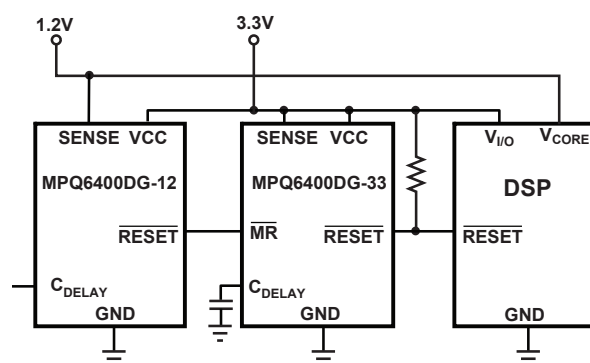 1.2V 3.3V
SENSE VCC SENSE VCC V_I/O V_CORE
MPQ6400DG-12 MPQ6400DG-33 DSP
RESET MR RESET RESET
C_DELAY C_DELAY
GND GND GND